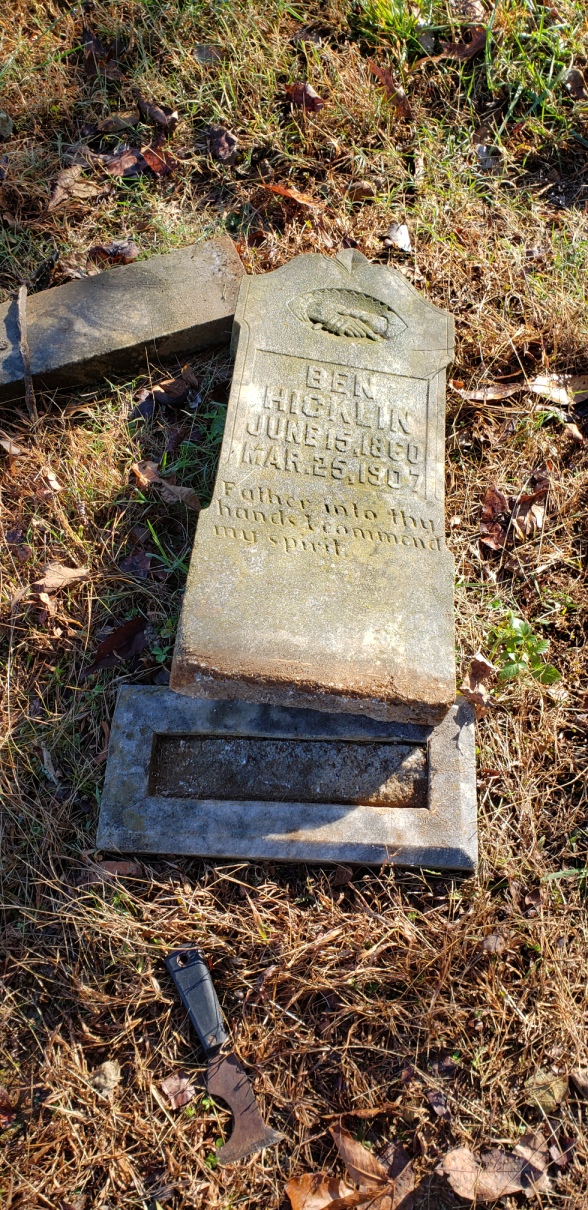 BEN
HICKLIN
JUNE 15, 1860
MAR. 25, 1907
Father, into thy
hands i commend
my spirit.